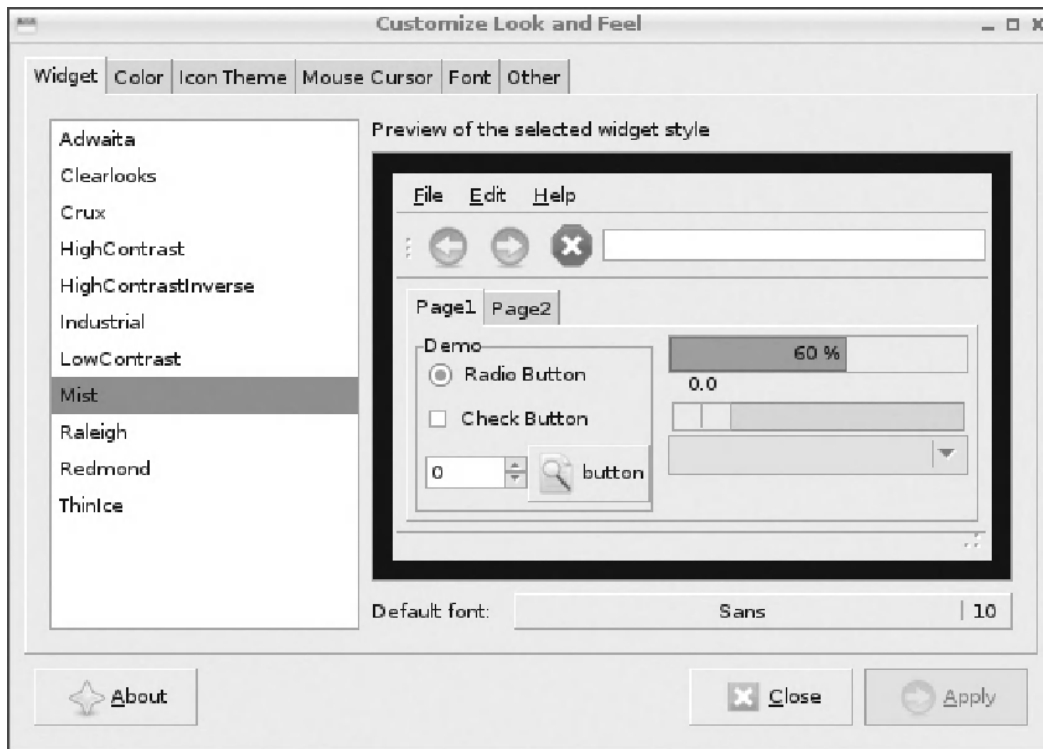 Customize Look and Feel
Widget Color Icon Theme Mouse Cursor Font Other
Adwaita
Clearlooks
Crux
HighContrast
HighContrastInverse
Industrial
LowContrast
Mist
Raleigh
Redmond
ThinIce
Preview of the selected widget style
File Edit Help
Page1 Page2
Demo
Radio Button
Check Button
0 button
60 %
0.0
Default font: Sans 10
About Close Apply